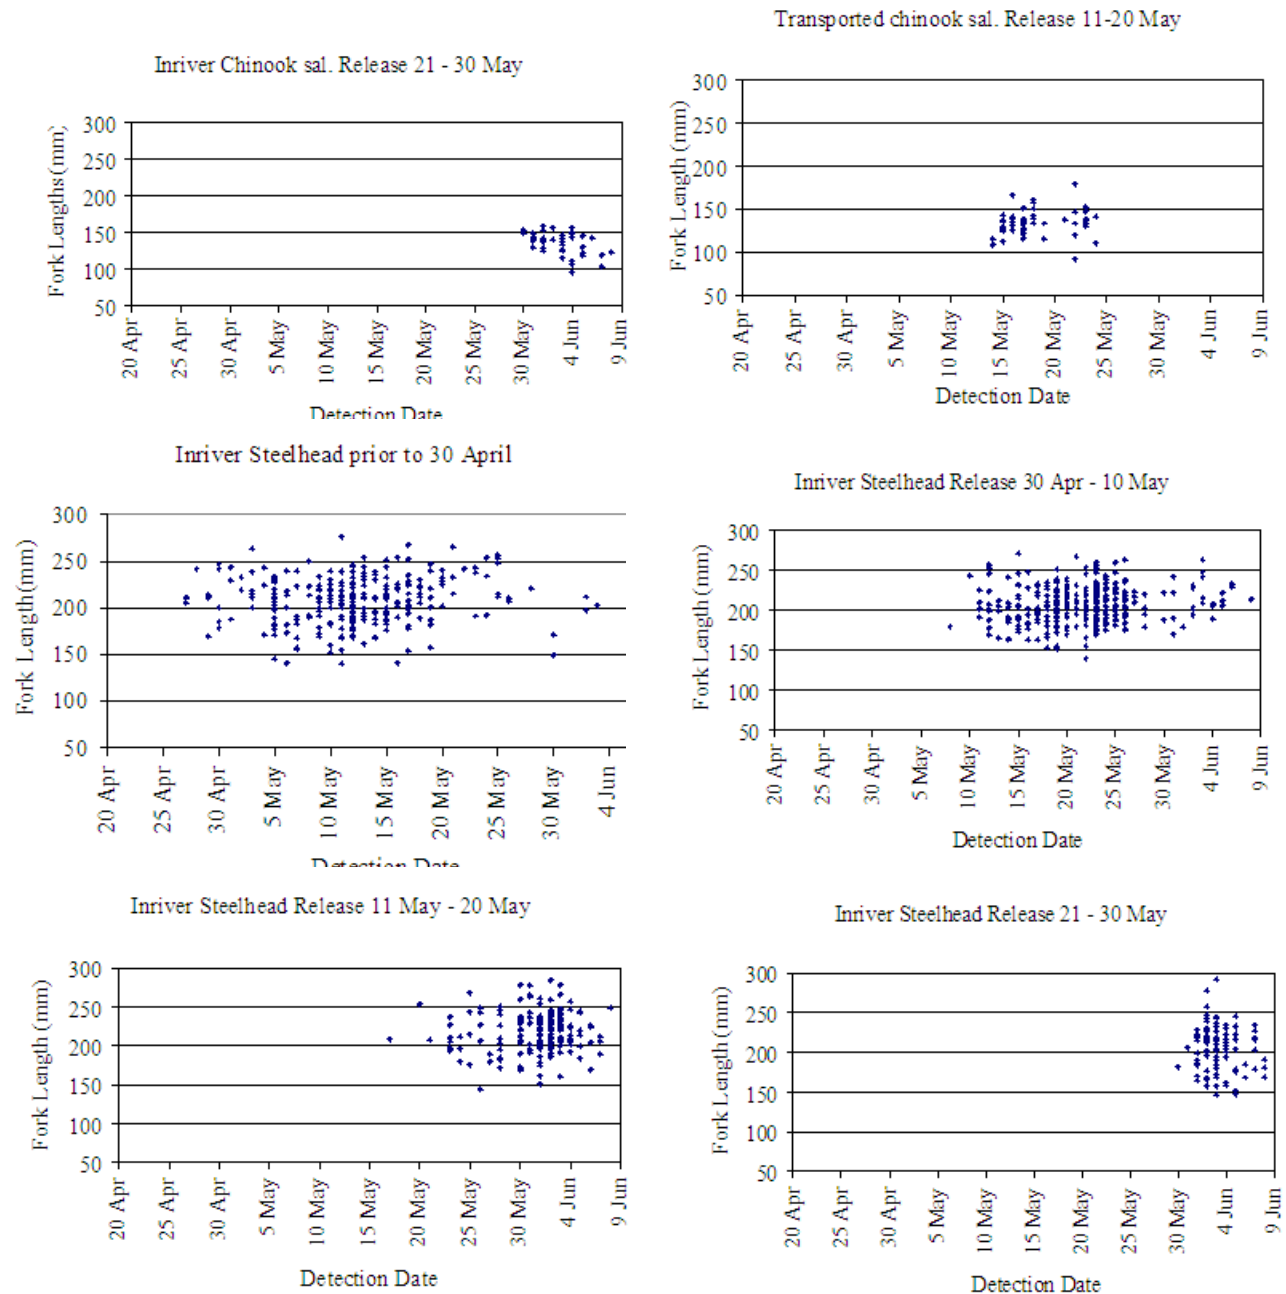 Transported chinook sal. Release 11-20 May
Inriver Chinook sal. Release 21 - 30 May
300
250
200
150
100
50
Fork Lengths (mm)
20 Apr
25 Apr
30 Apr
5 May
10 May
15 May
20 May
25 May
30 May
4 Jun
9 Jun
Detection Date
300
250
200
150
100
50
Fork Length (mm)
20 Apr
25 Apr
30 Apr
5 May
10 May
15 May
20 May
25 May
30 May
4 Jun
9 Jun
Detection Date
Inriver Steelhead prior to 30 April
300
250
200
150
100
50
Fork Length (mm)
20 Apr
25 Apr
30 Apr
5 May
10 May
15 May
20 May
25 May
30 May
4 Jun
Detection Date
Inriver Steelhead Release 30 Apr - 10 May
300
250
200
150
100
50
Fork Length (mm)
20 Apr
25 Apr
30 Apr
5 May
10 May
15 May
20 May
25 May
30 May
4 Jun
9 Jun
Detection Date
Inriver Steelhead Release 11 May - 20 May
300
250
200
150
100
50
Fork Length (mm)
20 Apr
25 Apr
30 Apr
5 May
10 May
15 May
20 May
25 May
30 May
4 Jun
9 Jun
Detection Date
Inriver Steelhead Release 21 - 30 May
300
250
200
150
100
50
Fork Length (mm)
20 Apr
25 Apr
30 Apr
5 May
10 May
15 May
20 May
25 May
30 May
4 Jun
9 Jun
Detection Date